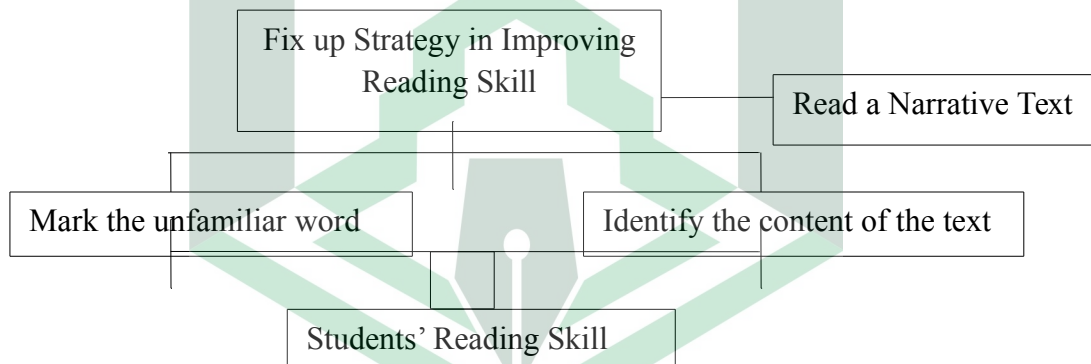 Fix up Strategy in Improving
Reading Skill
Read a Narrative Text
Mark the unfamiliar word
Identify the content of the text
Students’ Reading Skill